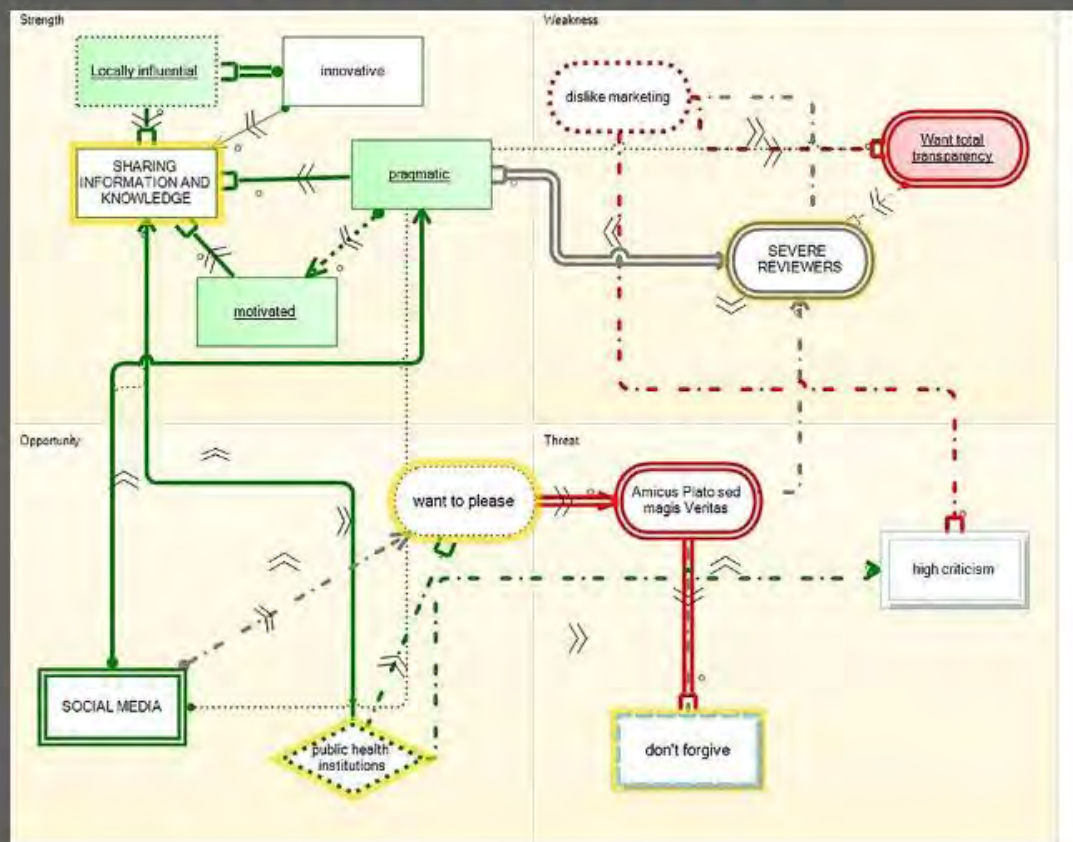 Strength
Locally influential
innovative
SHARING
INFORMATION AND
KNOWLEDGE
pragmatic
motivated
Weakness
dislike marketing
Want total
transparency
SEVERE
REVIEWERS
Opportunity
want to please
SOCIAL MEDIA
public health
institutions
Threat
Amicus Plato sed
magis Veritas
high criticism
don't forgive